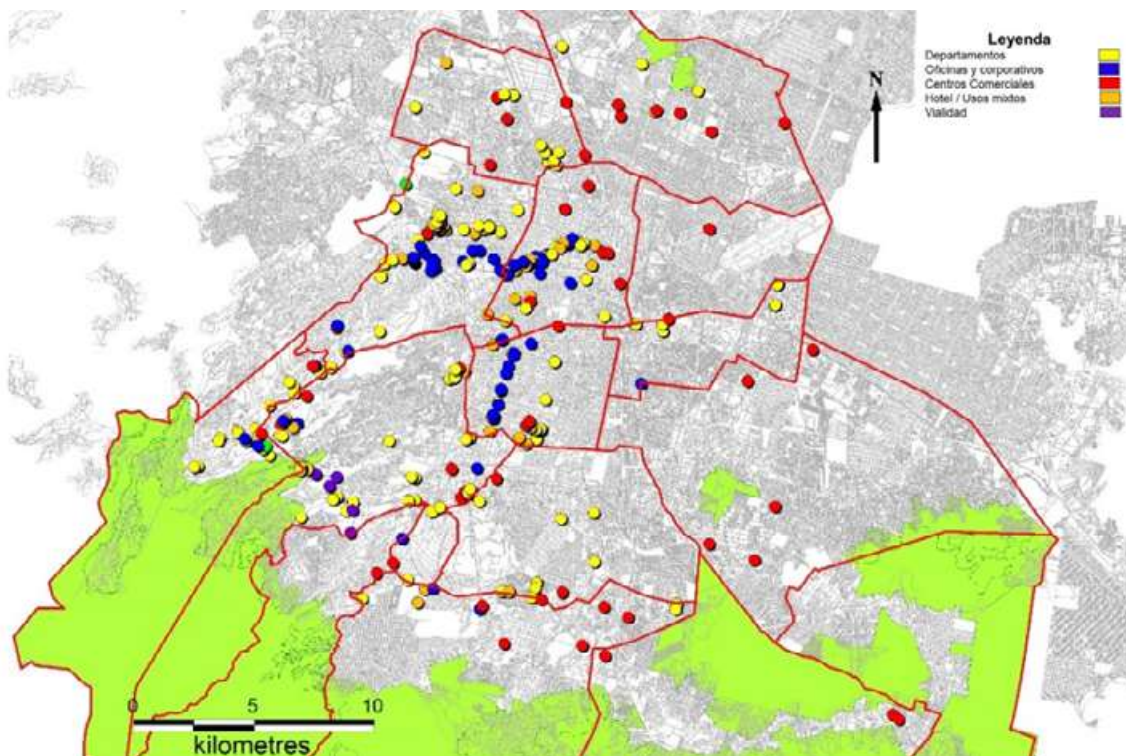 Leyenda
Departamentos
Oficinas y corporativos
Centros Comerciales
Hotel / Usos mixtos
Vialidad
N
0 5 10
kilometres